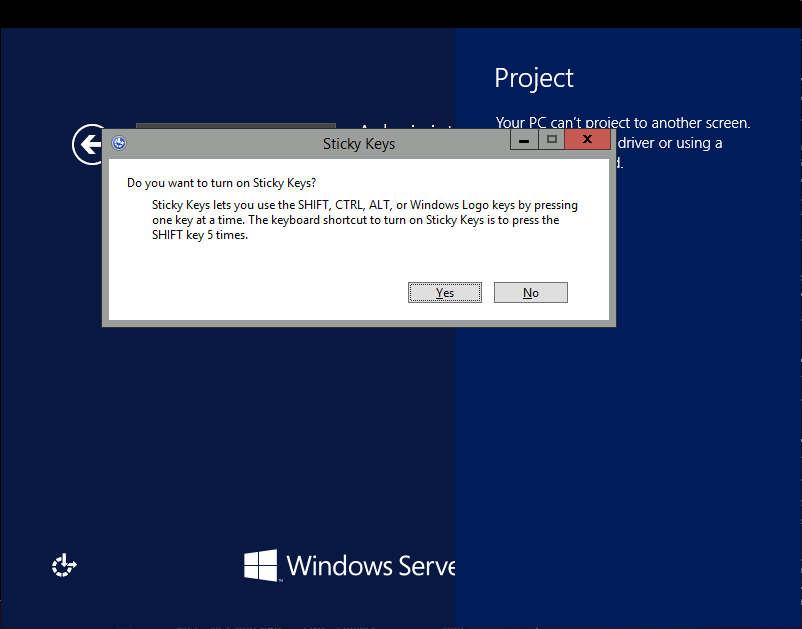 Project
Your PC can't project to another screen.
driver or using a
Sticky Keys
Do you want to turn on Sticky Keys?
Sticky Keys lets you use the SHIFT, CTRL, ALT, or Windows Logo keys by pressing
one key at a time. The keyboard shortcut to turn on Sticky Keys is to press the
SHIFT key 5 times.
Yes
No
Windows Serve